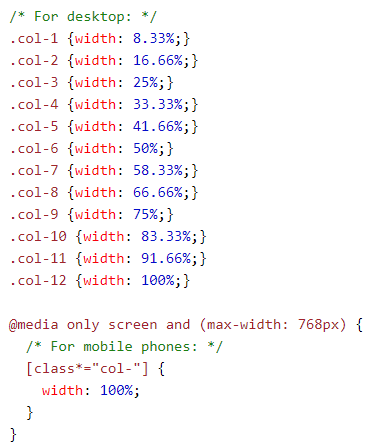 /* For desktop: */
.col-1 {width: 8.33%;}
.col-2 {width: 16.66%;}
.col-3 {width: 25%;}
.col-4 {width: 33.33%;}
.col-5 {width: 41.66%;}
.col-6 {width: 50%;}
.col-7 {width: 58.33%;}
.col-8 {width: 66.66%;}
.col-9 {width: 75%;}
.col-10 {width: 83.33%;}
.col-11 {width: 91.66%;}
.col-12 {width: 100%;}

@media only screen and (max-width: 768px) {
  /* For mobile phones: */
  [class*="col-"] {
    width: 100%;
  }
}